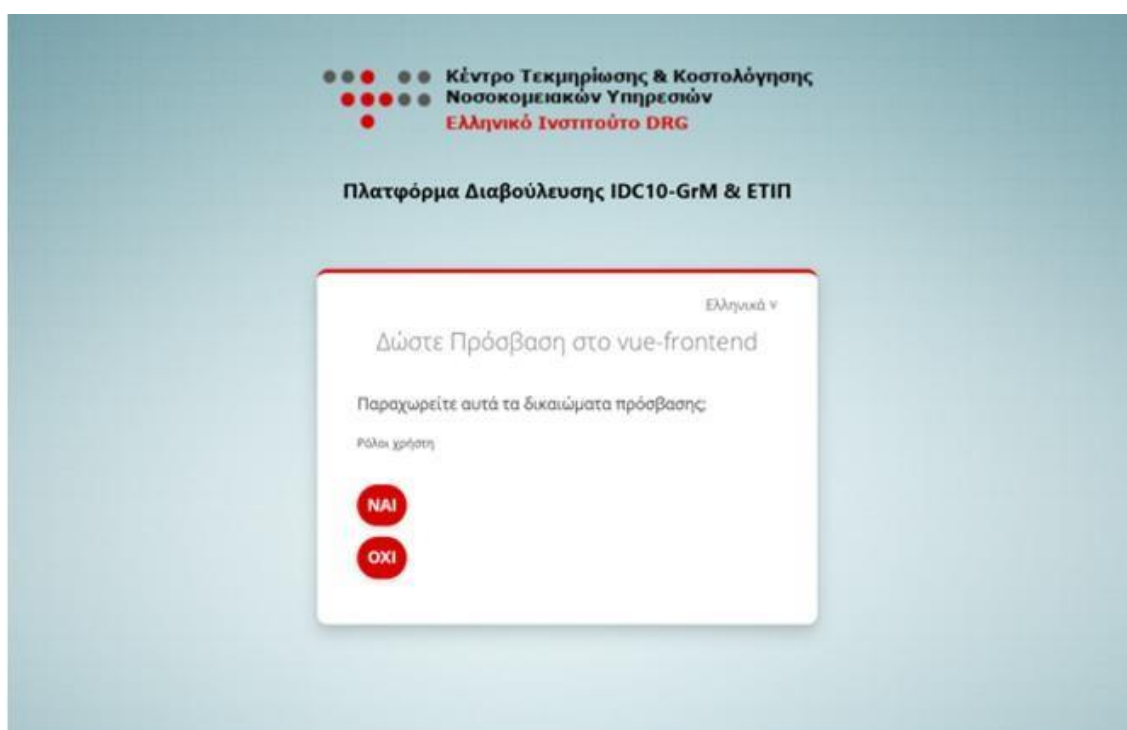 Κέντρο Τεκμηρίωσης & Κοστολόγησης
Νοσοκομειακών Υπηρεσιών
Ελληνικό Ινστιτούτο DRG
Πλατφόρμα Διαβούλευσης IDC10-GrM & ΕΤΙΠ
Ελληνικά ˅
Δώστε Πρόσβαση στο vue-frontend
Παραχωρείτε αυτά τα δικαιώματα πρόσβασης;
Ρόλοι χρήστη
ΝΑΙ
ΟΧΙ